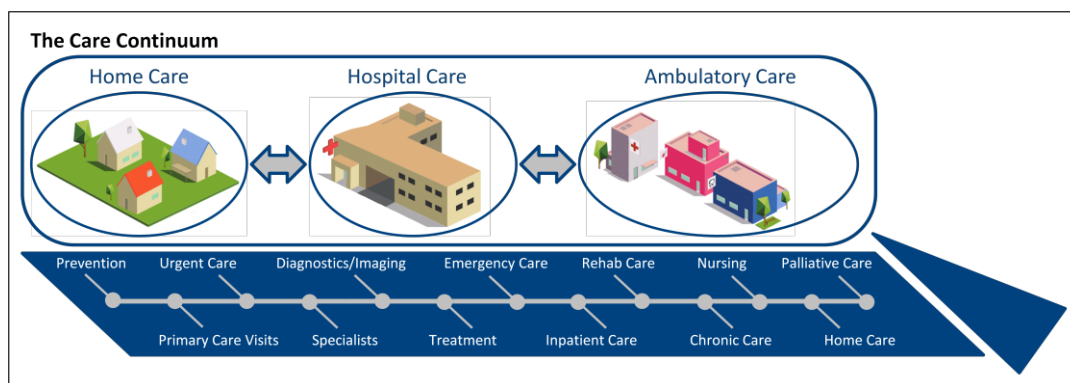 The Care Continuum
Home Care
Hospital Care
Ambulatory Care
Prevention
Urgent Care
Diagnostics/Imaging
Emergency Care
Rehab Care
Nursing
Palliative Care
Primary Care Visits
Specialists
Treatment
Inpatient Care
Chronic Care
Home Care